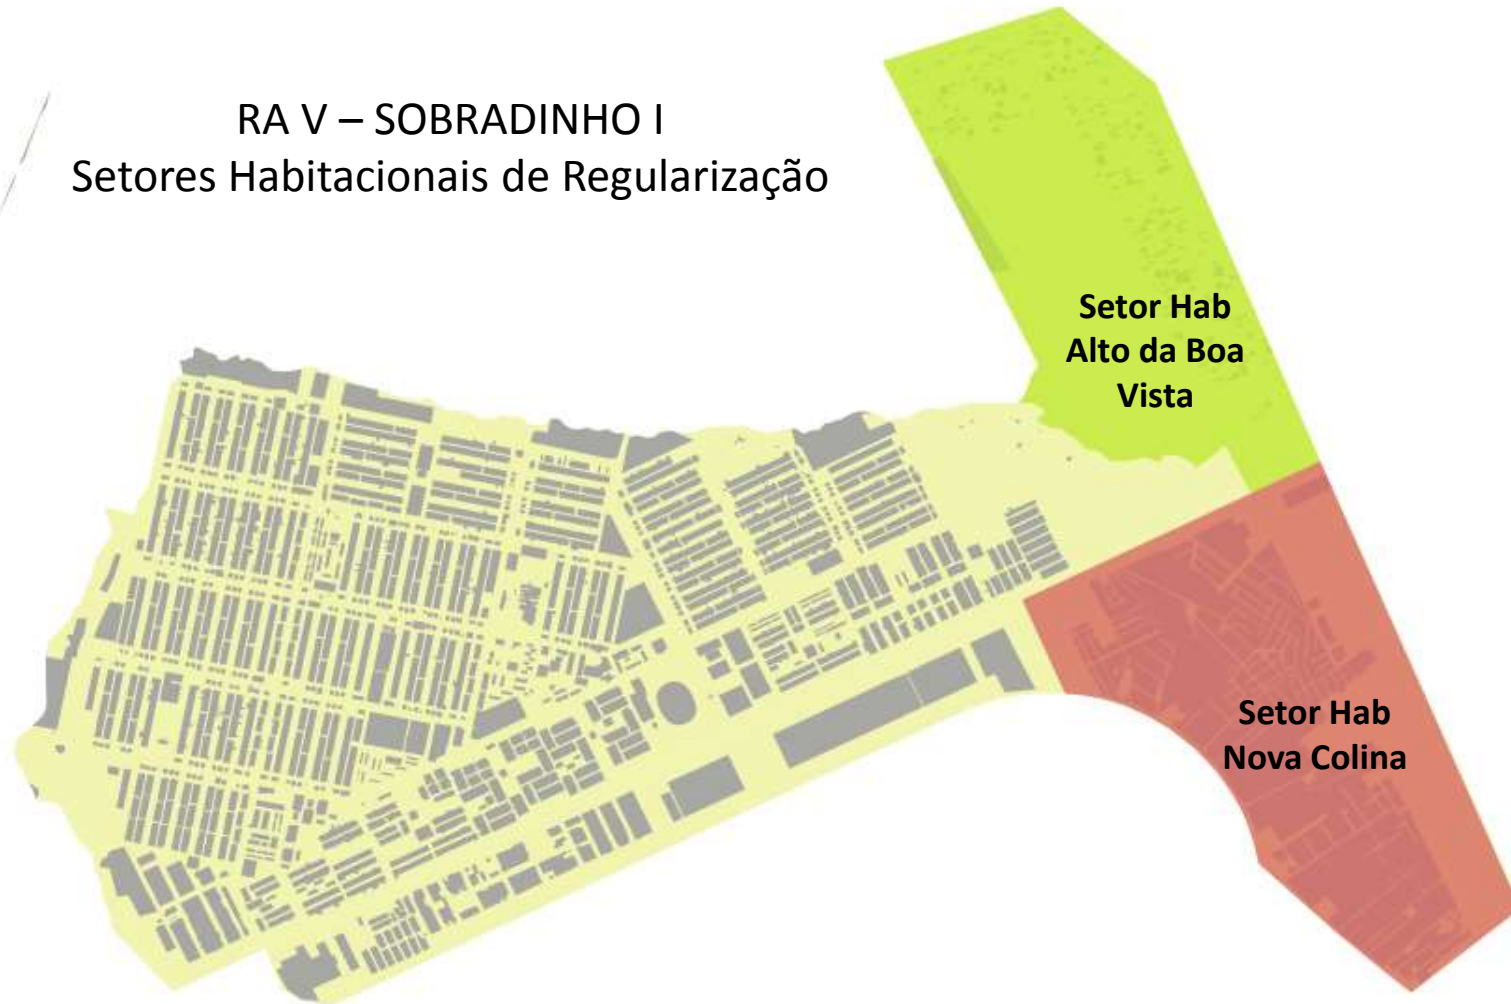 RA V – SOBRADINHO I
Setores Habitacionais de Regularização
Setor Hab
Alto da Boa
Vista
Setor Hab
Nova Colina